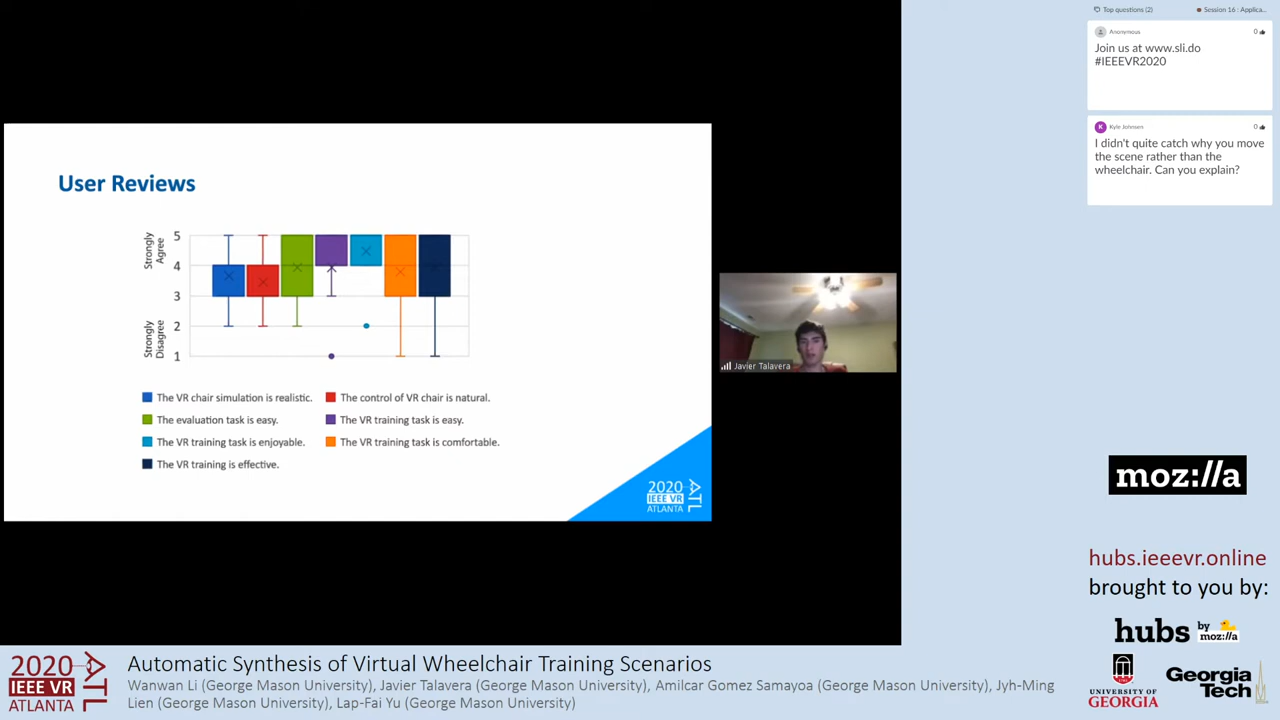 Top questions (2)
Session 16 : Applica...
Anonymous
0
Join us at www.sli.do
#IEEEVR2020
Kyle Johnsen
0
I didn't quite catch why you move
the scene rather than the
wheelchair. Can you explain?
User Reviews
Strongly
Agree
Strongly
Disagree
5
4
3
2
1
The VR chair simulation is realistic.
The control of VR chair is natural.
The evaluation task is easy.
The VR training task is easy.
The VR training task is enjoyable.
The VR training task is comfortable.
The VR training is effective.
2020
IEEE VR
ATLANTA
ATL
Javier Talavera
moz://a
hubs.ieeevr.online
brought to you by:
hubs by moz://a
UNIVERSITY OF
GEORGIA
Georgia
Tech
2020
IEEE VR
ATLANTA
ATL
Automatic Synthesis of Virtual Wheelchair Training Scenarios
Wanwan Li (George Mason University), Javier Talavera (George Mason University), Amilcar Gomez Samayoa (George Mason University), Jyh-Ming
Lien (George Mason University), Lap-Fai Yu (George Mason University)